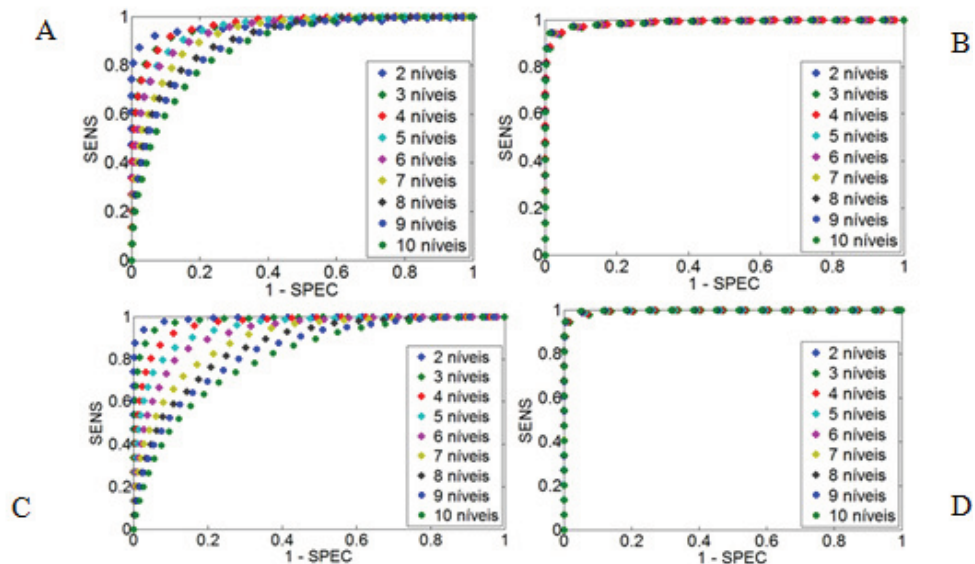 A
1
0.8
0.6
0.4
0.2
0
SENS
2 níveis
3 níveis
4 níveis
5 níveis
6 níveis
7 níveis
8 níveis
9 níveis
10 níveis
0 0.2 0.4 0.6 0.8 1
1 - SPEC
B
1
0.8
0.6
0.4
0.2
0
SENS
2 níveis
3 níveis
4 níveis
5 níveis
6 níveis
7 níveis
8 níveis
9 níveis
10 níveis
0 0.2 0.4 0.6 0.8 1
1 - SPEC
C
1
0.8
0.6
0.4
0.2
0
SENS
2 níveis
3 níveis
4 níveis
5 níveis
6 níveis
7 níveis
8 níveis
9 níveis
10 níveis
0 0.2 0.4 0.6 0.8 1
1 - SPEC
D
1
0.8
0.6
0.4
0.2
0
SENS
2 níveis
3 níveis
4 níveis
5 níveis
6 níveis
7 níveis
8 níveis
9 níveis
10 níveis
0 0.2 0.4 0.6 0.8 1
1 - SPEC